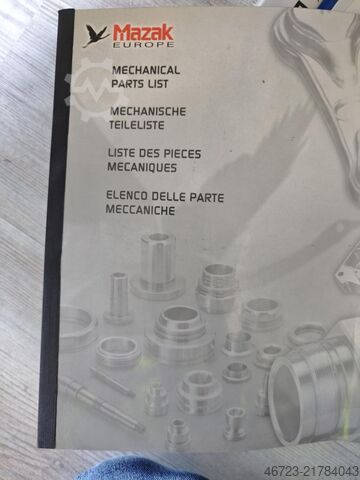 Mazak
EUROPE
MECHANICAL
PARTS LIST
MECHANISCHE
TEILELISTE
LISTE DES PIECES
MECANIQUES
ELENCO DELLE PARTE
MECCANICHE
46723-21784043